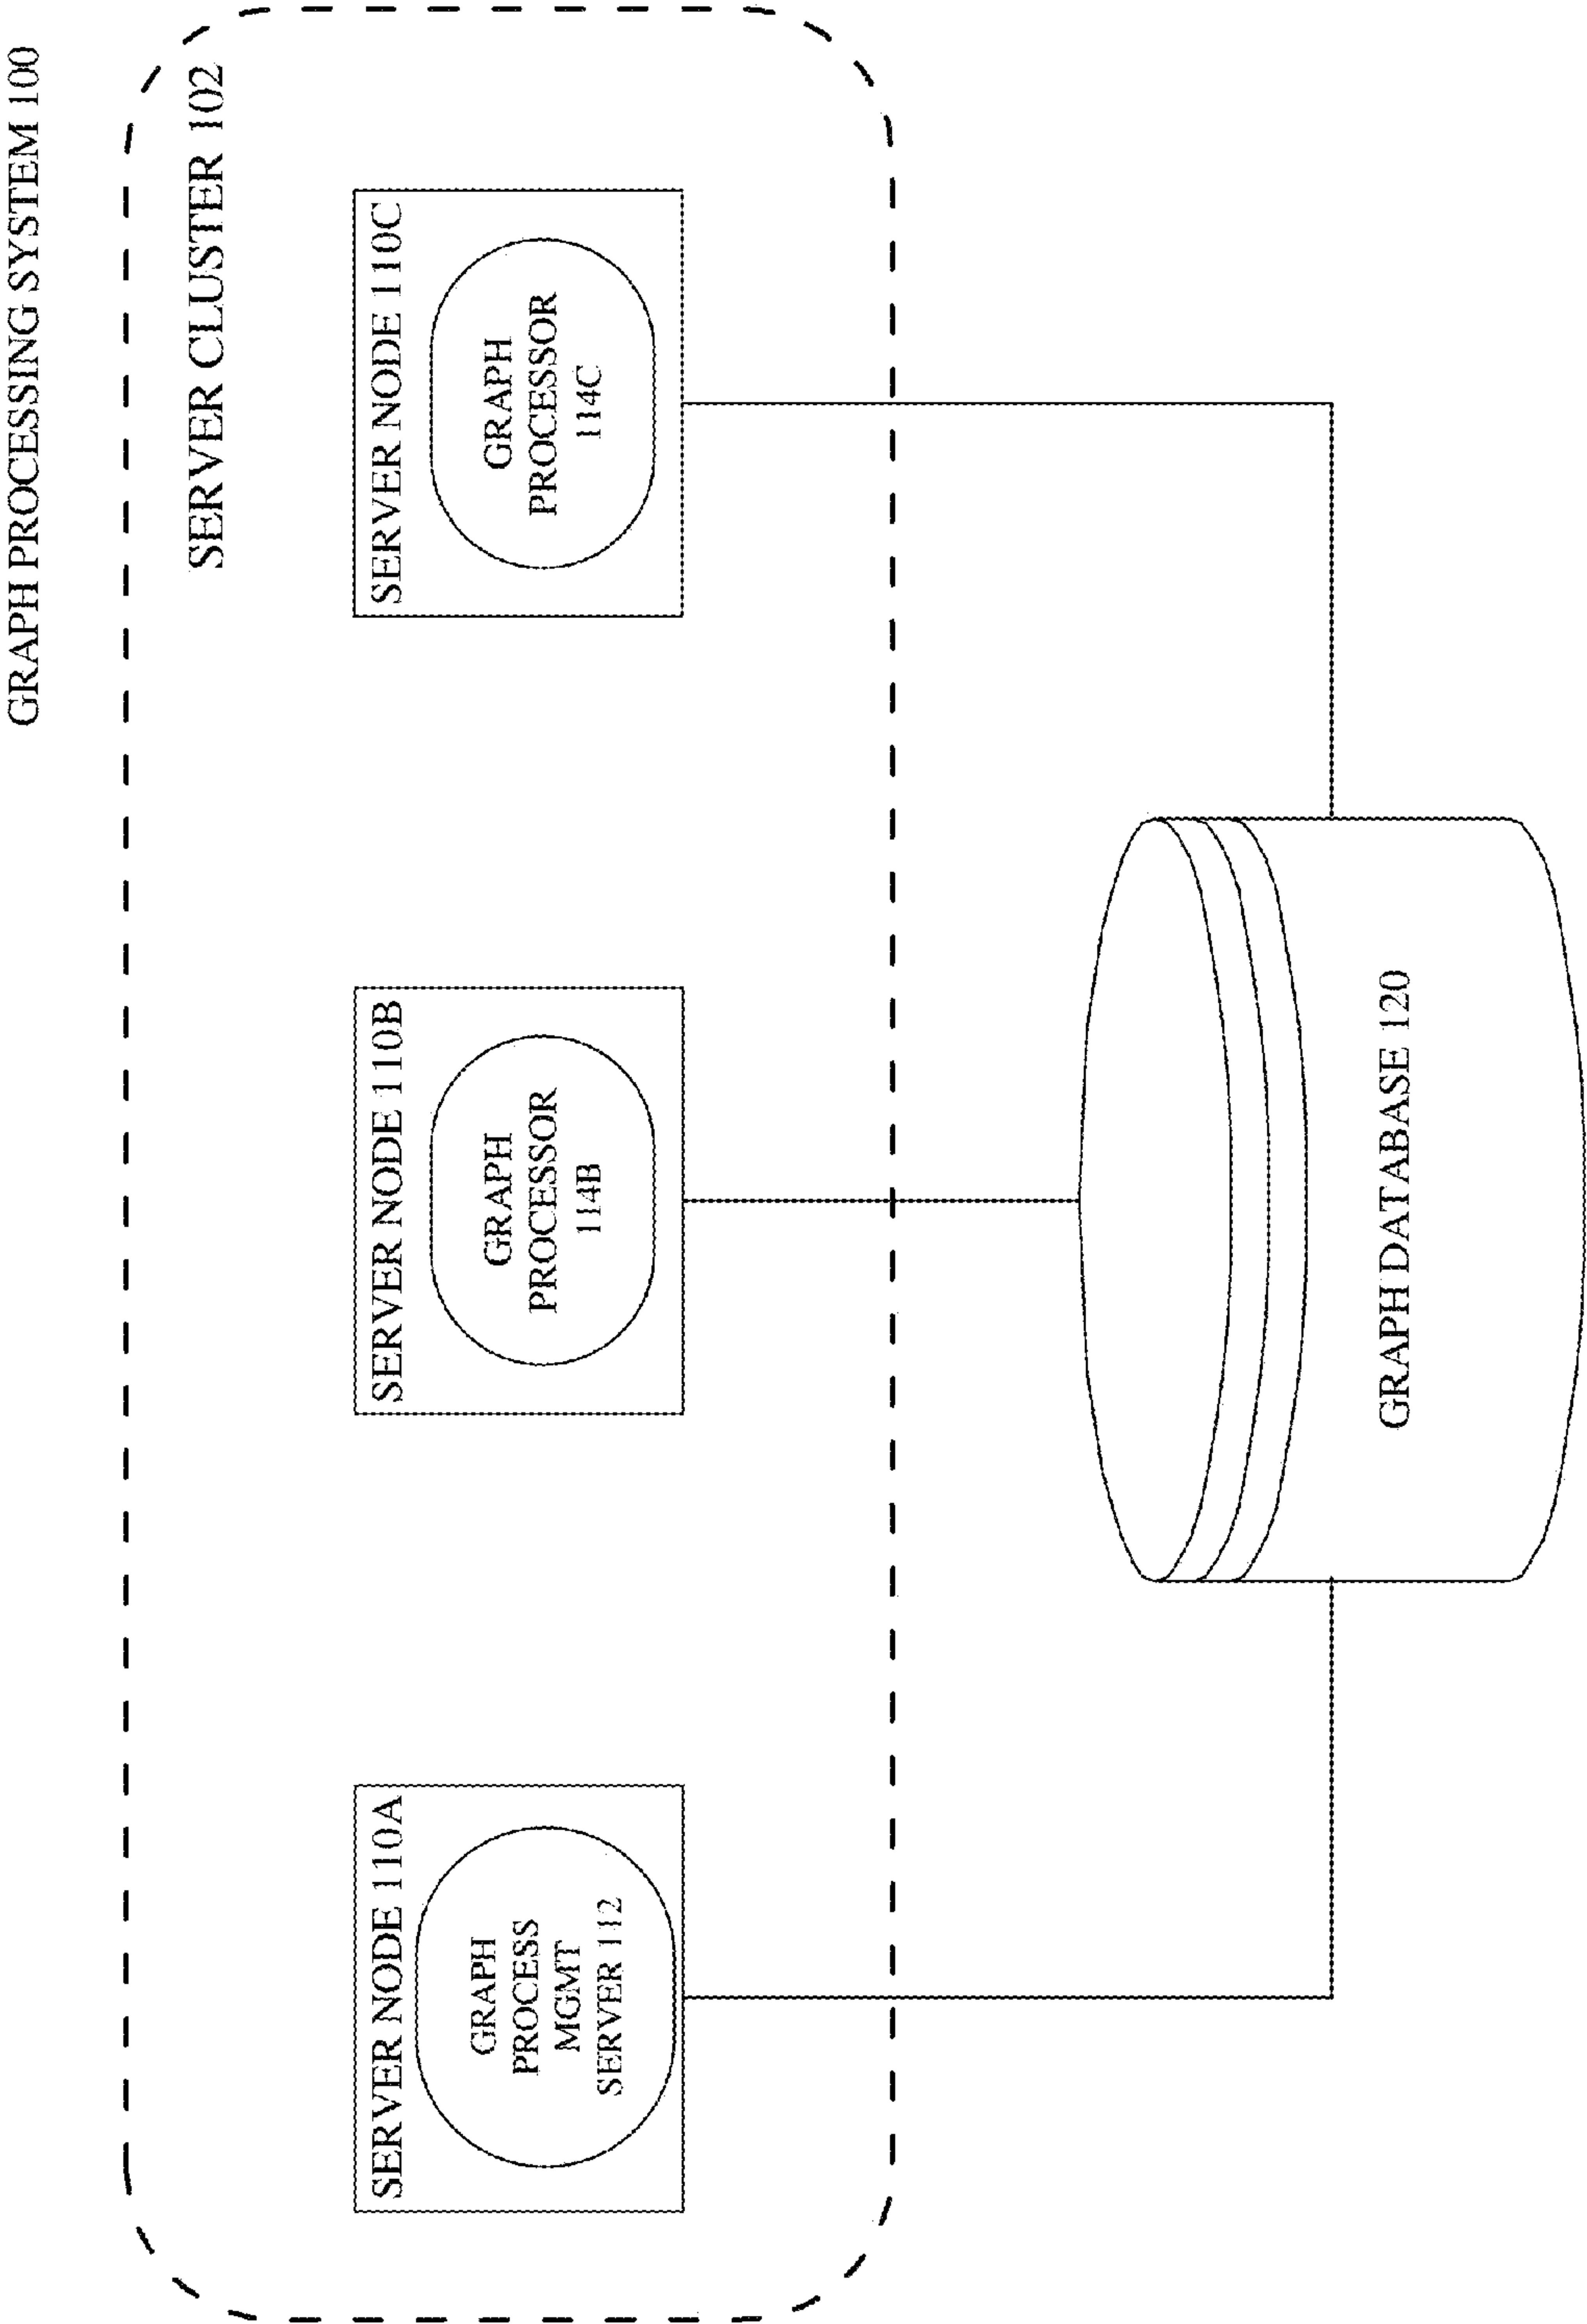 GRAPH PROCESSING SYSTEM 100
SERVER CLUSTER 102
SERVER NODE 110A
GRAPH
PROCESS
MGMT
SERVER 112
SERVER NODE 110B
GRAPH
PROCESSOR
114B
SERVER NODE 110C
GRAPH
PROCESSOR
114C
GRAPH DATABASE 120